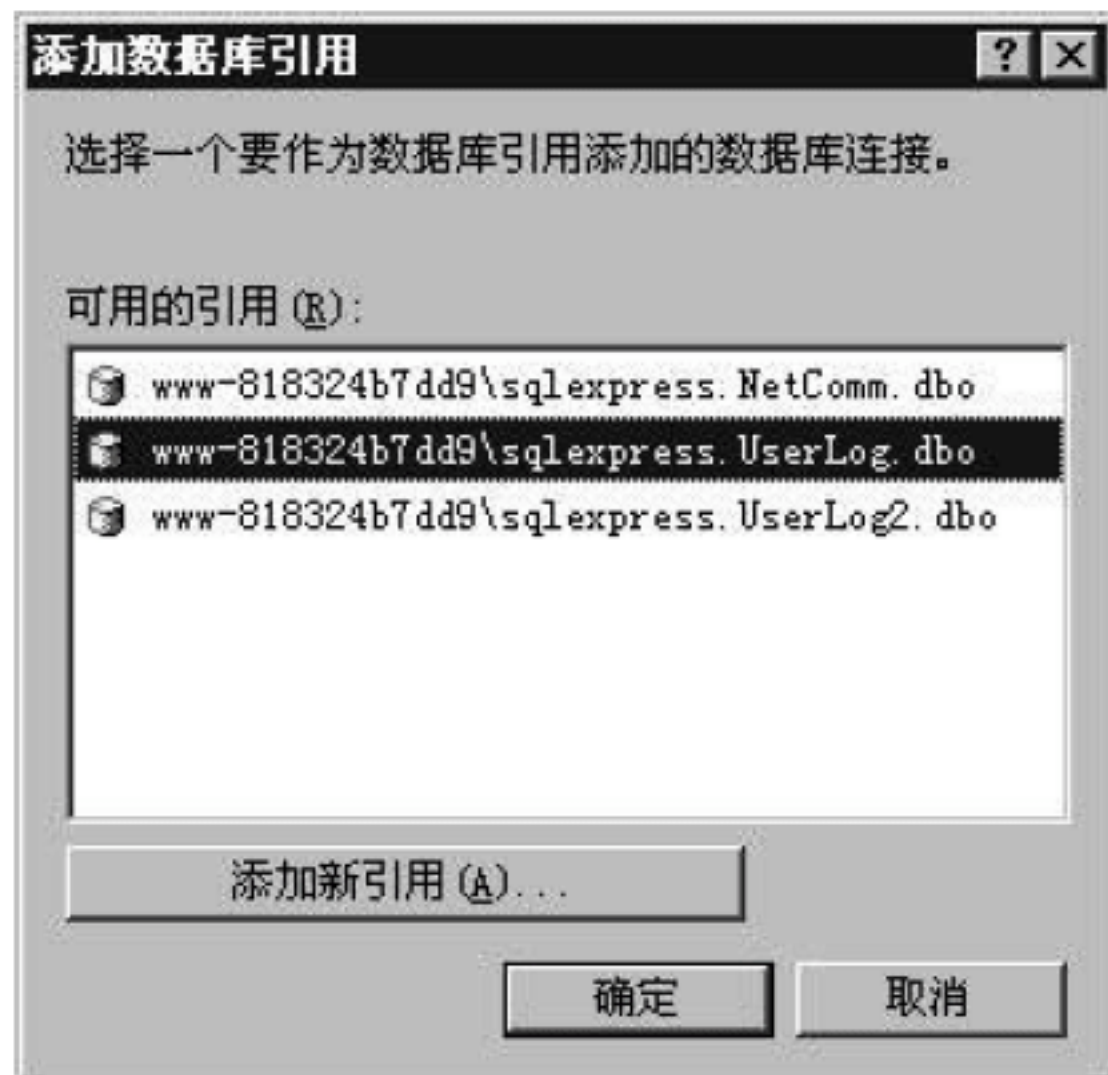 添加数据库引用
? ×
选择一个要作为数据库引用添加的数据库连接。
可用的引用(R):
www-818324b7dd9\sqlexpress.NetComm.dbo
www-818324b7dd9\sqlexpress.UserLog.dbo
www-818324b7dd9\sqlexpress.UserLog2.dbo
添加新引用(A)...
确定 取消